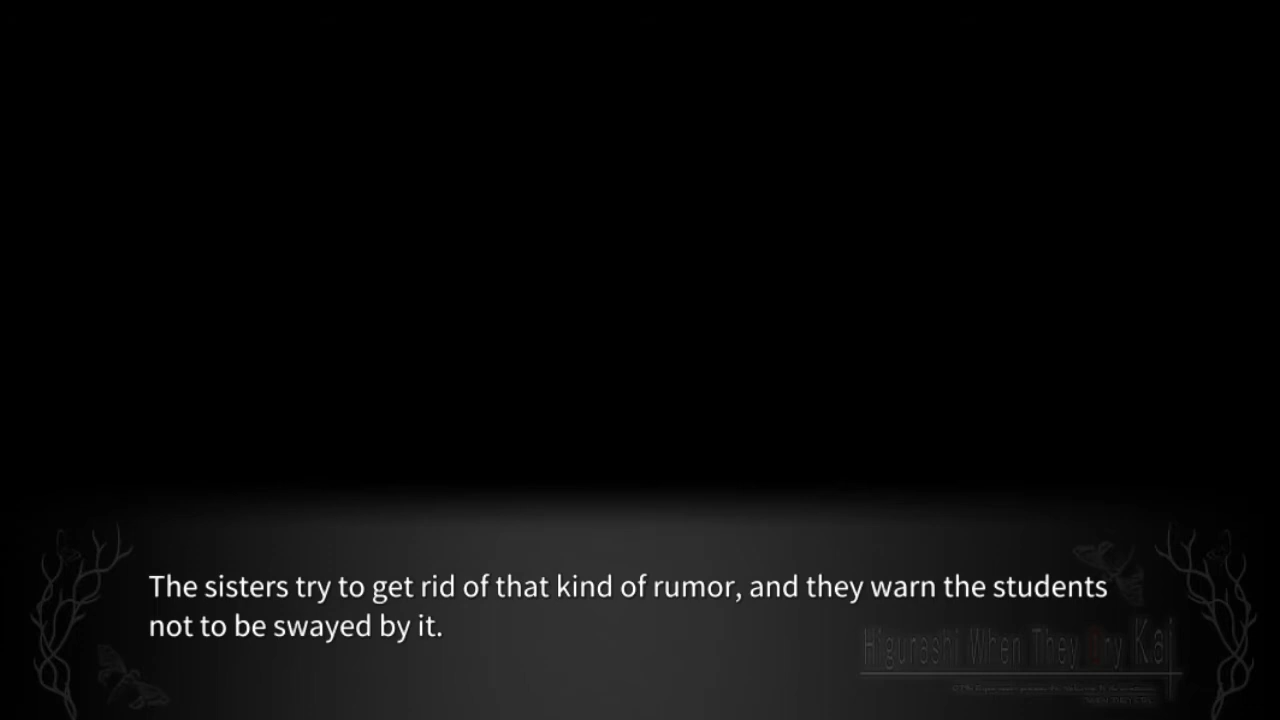 The sisters try to get rid of that kind of rumor, and they warn the students
not to be swayed by it.
Higurashi When They Cry Kai